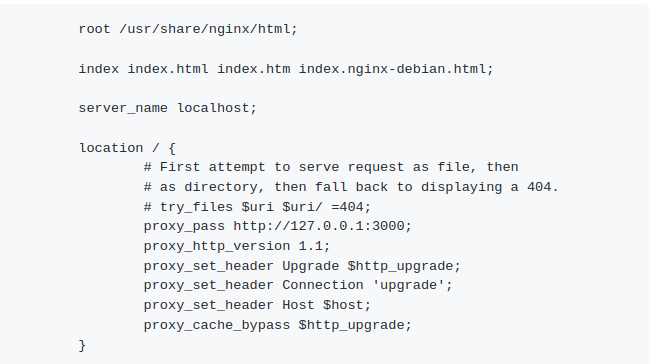 root /usr/share/nginx/html;
index index.html index.htm index.nginx-debian.html;
server_name localhost;
location / {
# First attempt to serve request as file, then
# as directory, then fall back to displaying a 404.
# try_files $uri $uri/ =404;
proxy_pass http://127.0.0.1:3000;
proxy_http_version 1.1;
proxy_set_header Upgrade $http_upgrade;
proxy_set_header Connection 'upgrade';
proxy_set_header Host $host;
proxy_cache_bypass $http_upgrade;
}